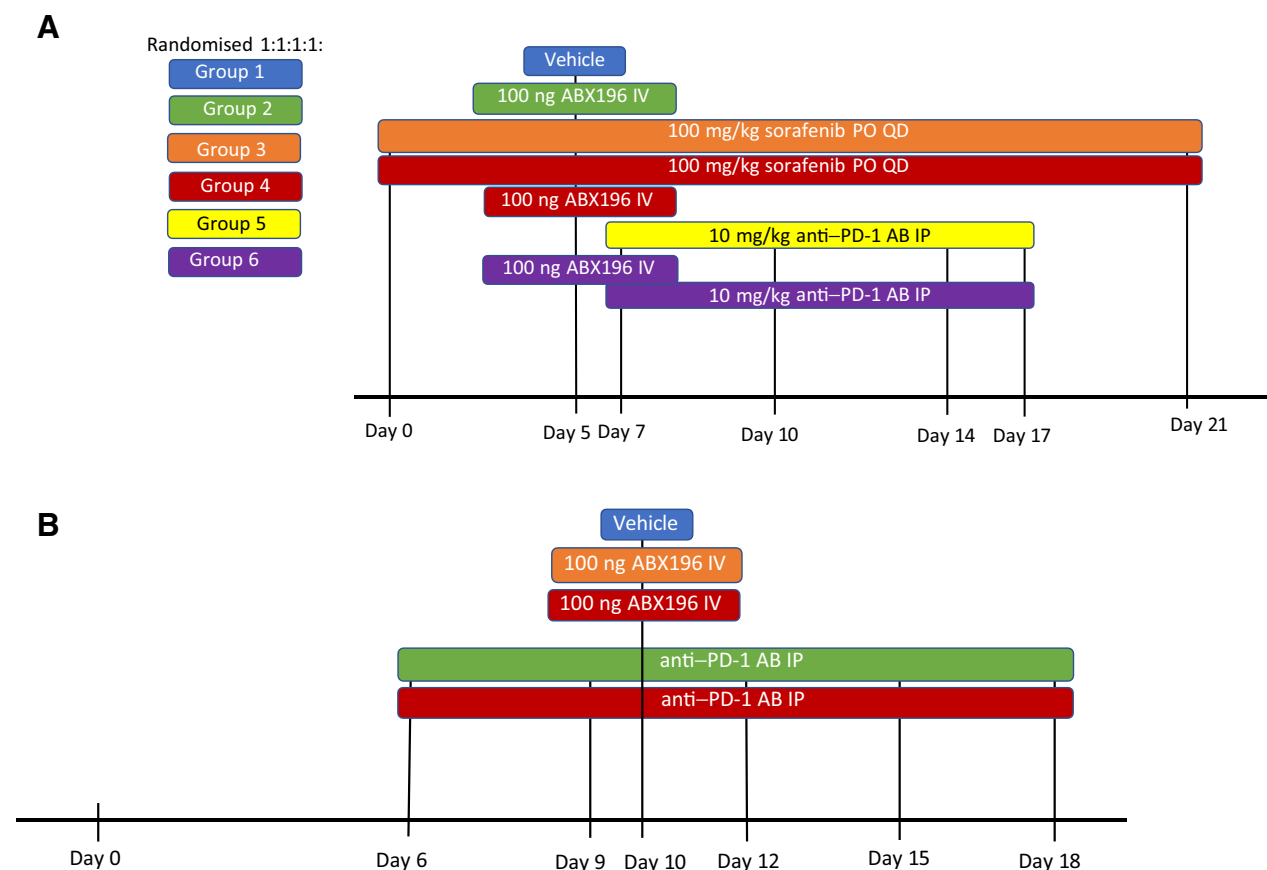 A
Randomised 1:1:1:1:
Group 1
Group 2
Group 3
Group 4
Group 5
Group 6
Vehicle
100 ng ABX196 IV
100 mg/kg sorafenib PO QD
100 mg/kg sorafenib PO QD
100 ng ABX196 IV
10 mg/kg anti–PD-1 AB IP
100 ng ABX196 IV
10 mg/kg anti–PD-1 AB IP
Day 0
Day 5
Day 7
Day 10
Day 14
Day 17
Day 21
B
Vehicle
100 ng ABX196 IV
100 ng ABX196 IV
anti–PD-1 AB IP
anti–PD-1 AB IP
Day 0
Day 6
Day 9
Day 10
Day 12
Day 15
Day 18